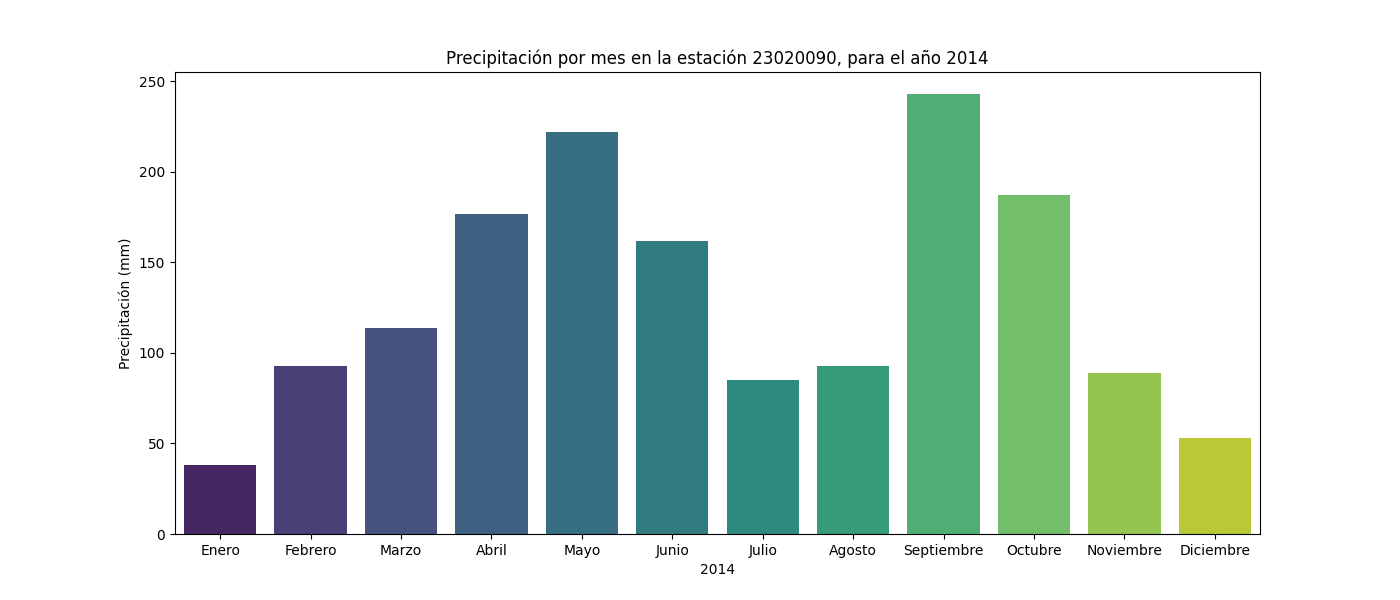 Precipitación por mes en la estación 23020090, para el año 2014
250
200
150
100
50
0
Precipitación (mm)
Enero Febrero Marzo Abril Mayo Junio Julio Agosto Septiembre Octubre Noviembre Diciembre
2014